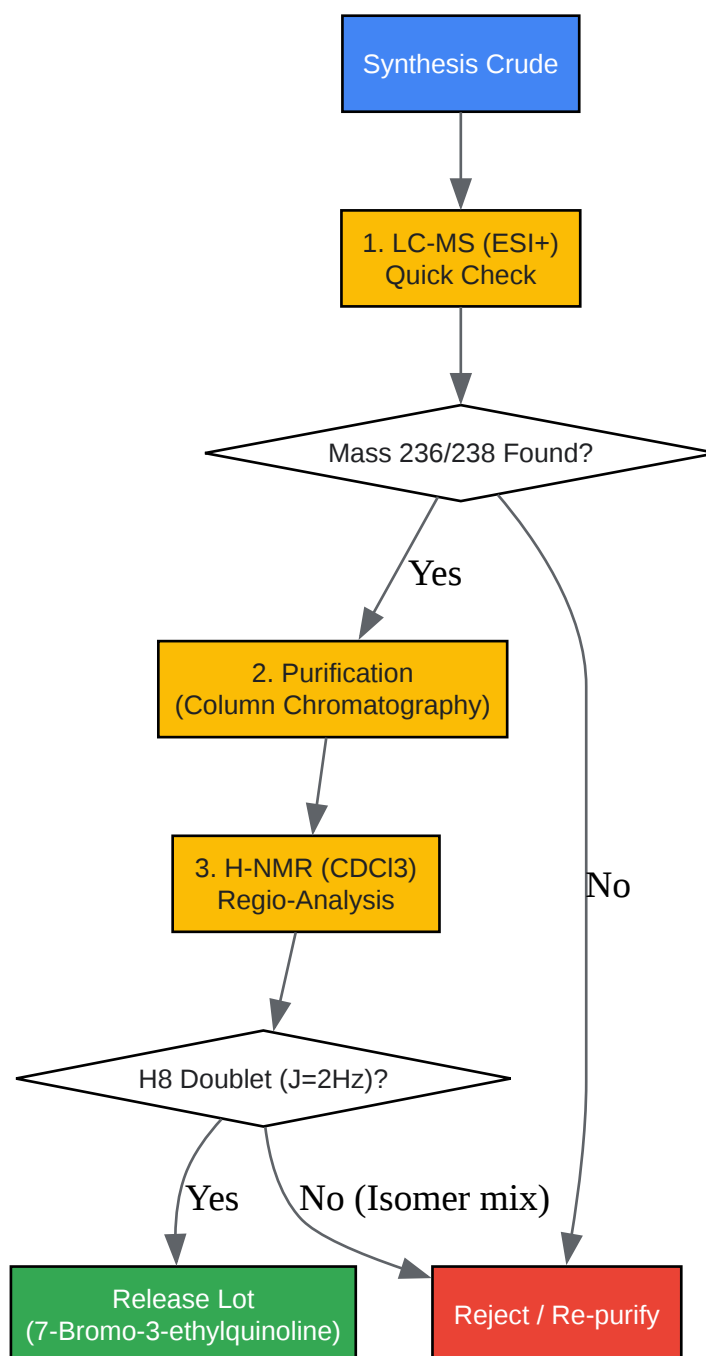 Synthesis Crude
1. LC-MS (ESI+)
Quick Check
Mass 236/238 Found?
Yes
2. Purification
(Column Chromatography)
3. H-NMR (CDCl3)
Regio-Analysis
No
H8 Doublet (J=2Hz)?
Yes
No (Isomer mix)
Release Lot
(7-Bromo-3-ethylquinoline)
Reject / Re-purify